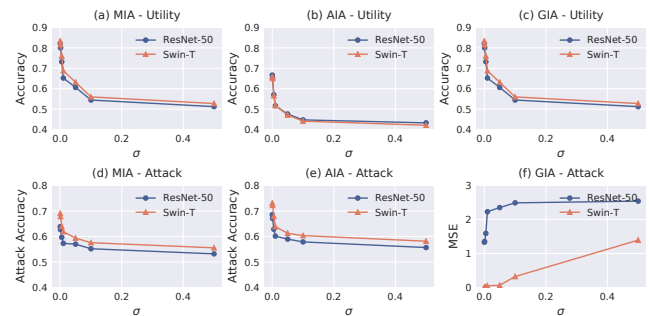 (a) MIA - Utility
(b) AIA - Utility
(c) GIA - Utility
0.9
0.8
0.7
0.6
0.5
0.4
Accuracy
ResNet-50
Swin-T
0.0
0.2
0.4
σ
0.9
0.8
0.7
0.6
0.5
0.4
Accuracy
ResNet-50
Swin-T
0.0
0.2
0.4
σ
0.9
0.8
0.7
0.6
0.5
0.4
Accuracy
ResNet-50
Swin-T
0.0
0.2
0.4
σ
(d) MIA - Attack
(e) AIA - Attack
(f) GIA - Attack
0.8
0.7
0.6
0.5
0.4
Attack Accuracy
ResNet-50
Swin-T
0.0
0.2
0.4
σ
0.8
0.7
0.6
0.5
0.4
Attack Accuracy
ResNet-50
Swin-T
0.0
0.2
0.4
σ
3
2
1
0
MSE
ResNet-50
Swin-T
0.0
0.2
0.4
σ